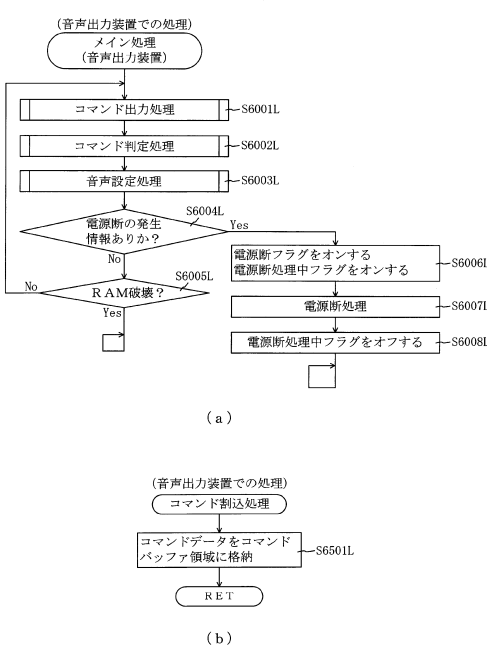 (音声出力装置での処理)
メイン処理
(音声出力装置)
コマンド出力処理
S6001L
コマンド判定処理
S6002L
音声設定処理
S6003L
S6004L
電源断の発生
情報ありか？
Yes
No
S6005L
RAM破壊？
No
Yes
電源断フラグをオンする
電源断処理中フラグをオンする
S6006L
電源断処理
S6007L
電源断処理中フラグをオフする
S6008L
(a)
(音声出力装置での処理)
コマンド割込処理
コマンドデータをコマンド
バッファ領域に格納
S6501L
RET
(b)